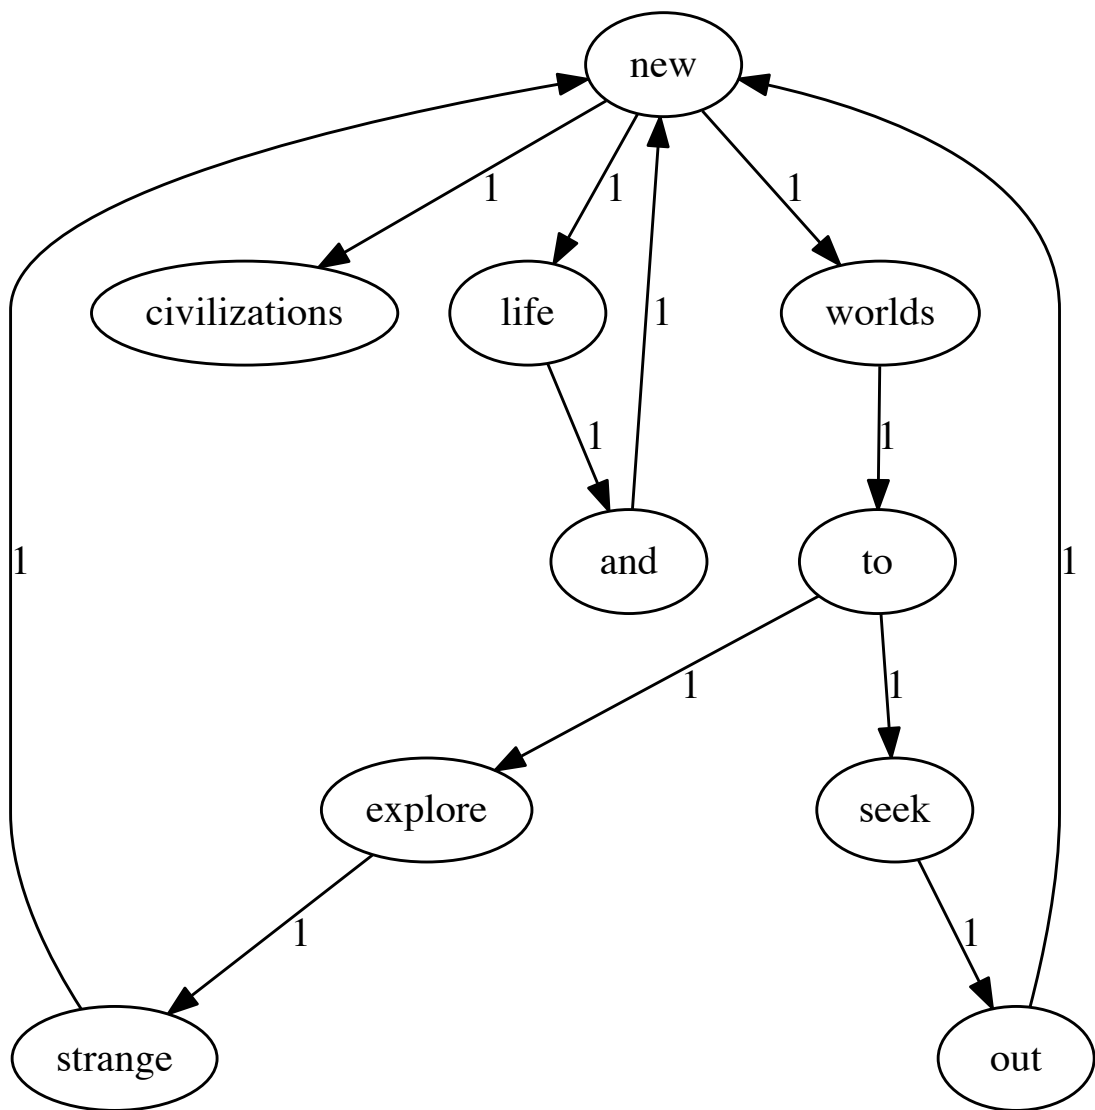 new
1 1 1
civilizations life worlds
1
1 1
1 and to 1
1 1
explore seek
1 1
strange out